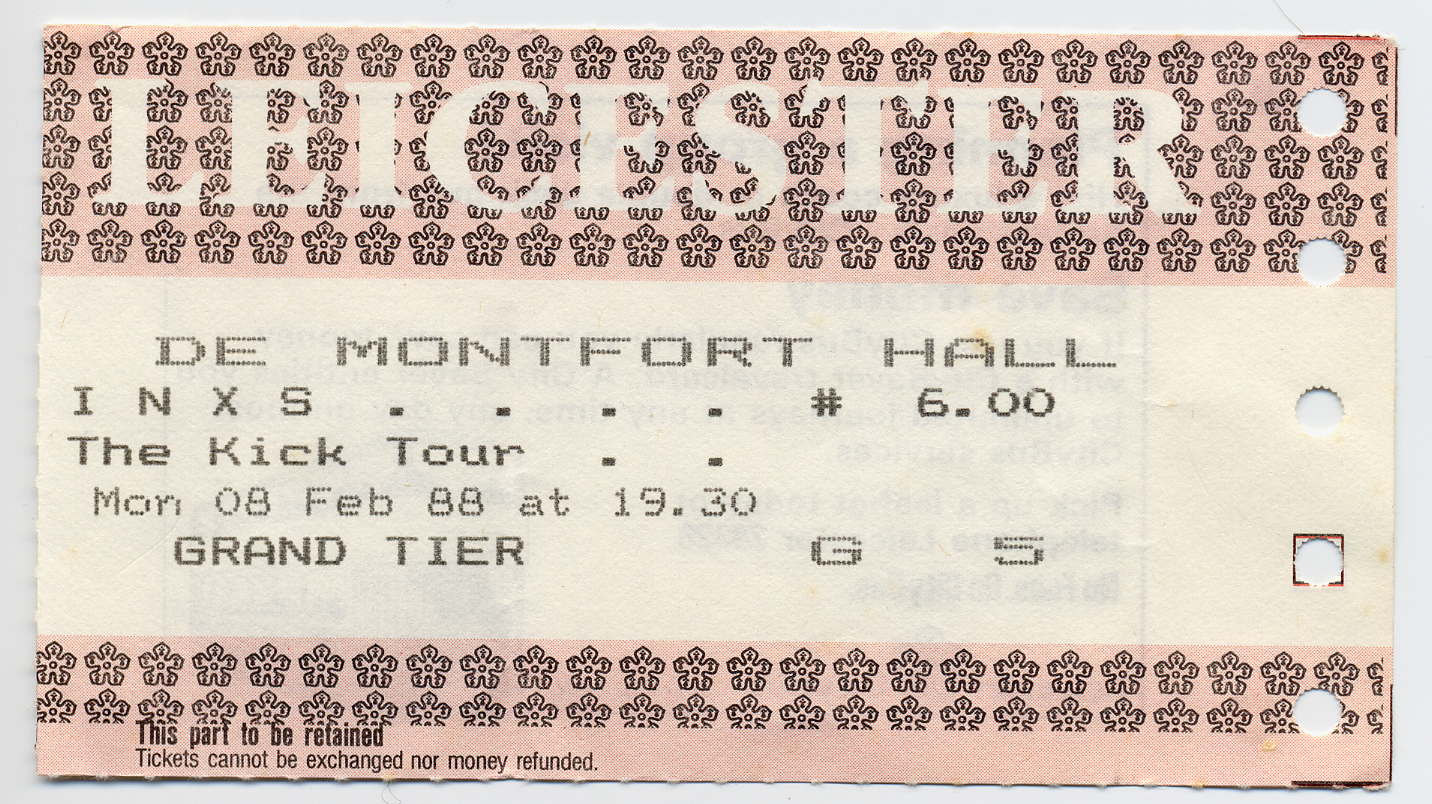 LEICESTER
DE MONTFORT HALL
I N X S . . . . # 6.00
The Kick Tour . .
Mon 08 Feb 88 at 19.30
GRAND TIER G 5
This part to be retained
Tickets cannot be exchanged nor money refunded.